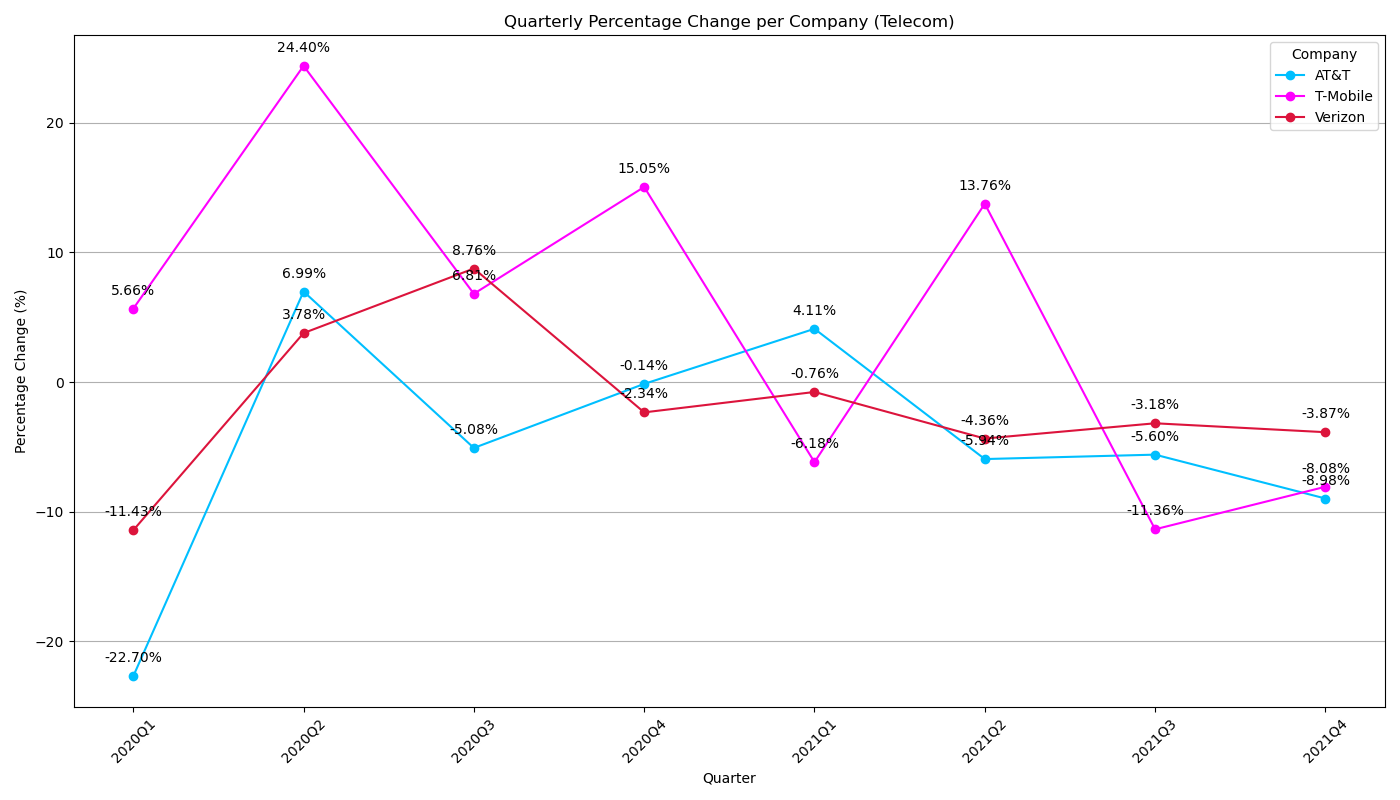 Quarterly Percentage Change per Company (Telecom)
Company
AT&T
T-Mobile
Verizon
24.40%
15.05%
13.76%
8.76%
6.81%
6.99%
5.66%
3.78%
4.11%
-0.14%
-0.76%
-2.34%
-3.18%
-3.87%
-4.36%
-5.94%
-5.08%
-5.60%
-6.18%
-8.08%
-8.98%
-11.43%
-11.36%
-22.70%
20
10
0
−10
−20
Percentage Change (%)
2020Q1
2020Q2
2020Q3
2020Q4
2021Q1
2021Q2
2021Q3
2021Q4
Quarter